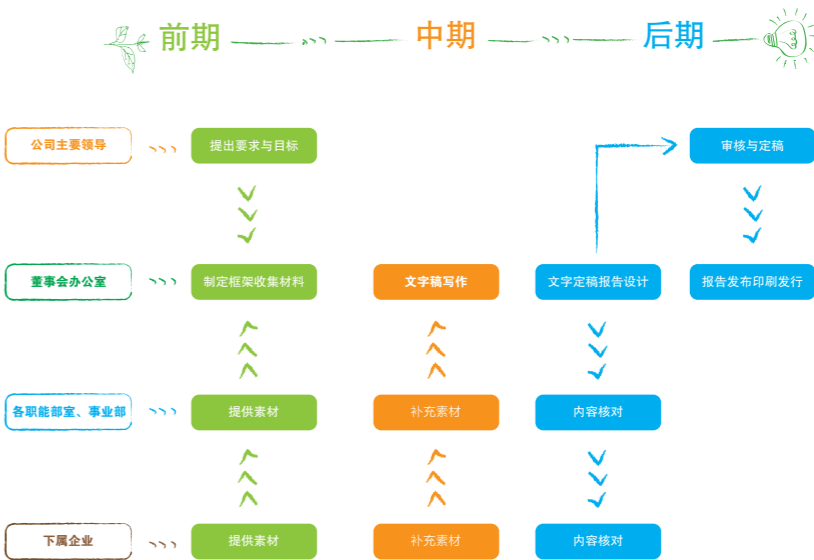 前期
中期
后期
公司主要领导
提出要求与目标
审核与定稿
董事会办公室
制定框架收集材料
文字稿写作
文字定稿报告设计
报告发布印刷发行
各职能部室、事业部
提供素材
补充素材
内容核对
下属企业
提供素材
补充素材
内容核对